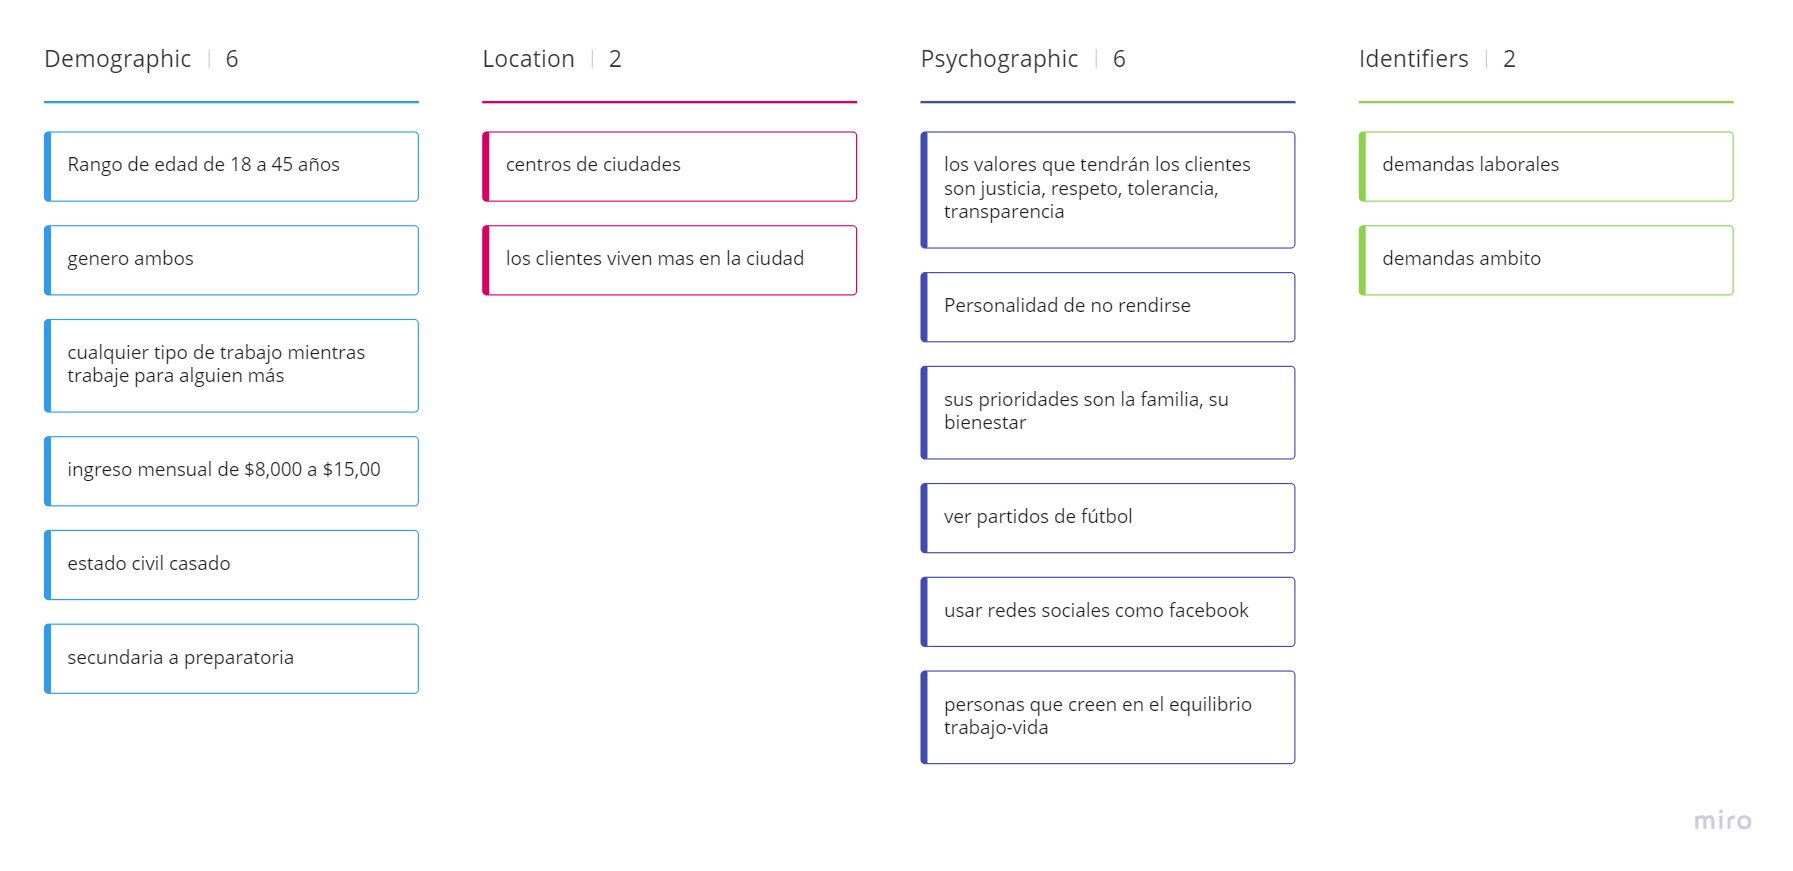 Demographic | 6
Rango de edad de 18 a 45 años
genero ambos
cualquier tipo de trabajo mientras
trabaje para alguien más
ingreso mensual de $8,000 a $15,00
estado civil casado
secundaria a preparatoria
Location | 2
centros de ciudades
los clientes viven mas en la ciudad
Psychographic | 6
los valores que tendrán los clientes
son justicia, respeto, tolerancia,
transparencia
Personalidad de no rendirse
sus prioridades son la familia, su
bienestar
ver partidos de fútbol
usar redes sociales como facebook
personas que creen en el equilibrio
trabajo-vida
Identifiers | 2
demandas laborales
demandas ambito
miro